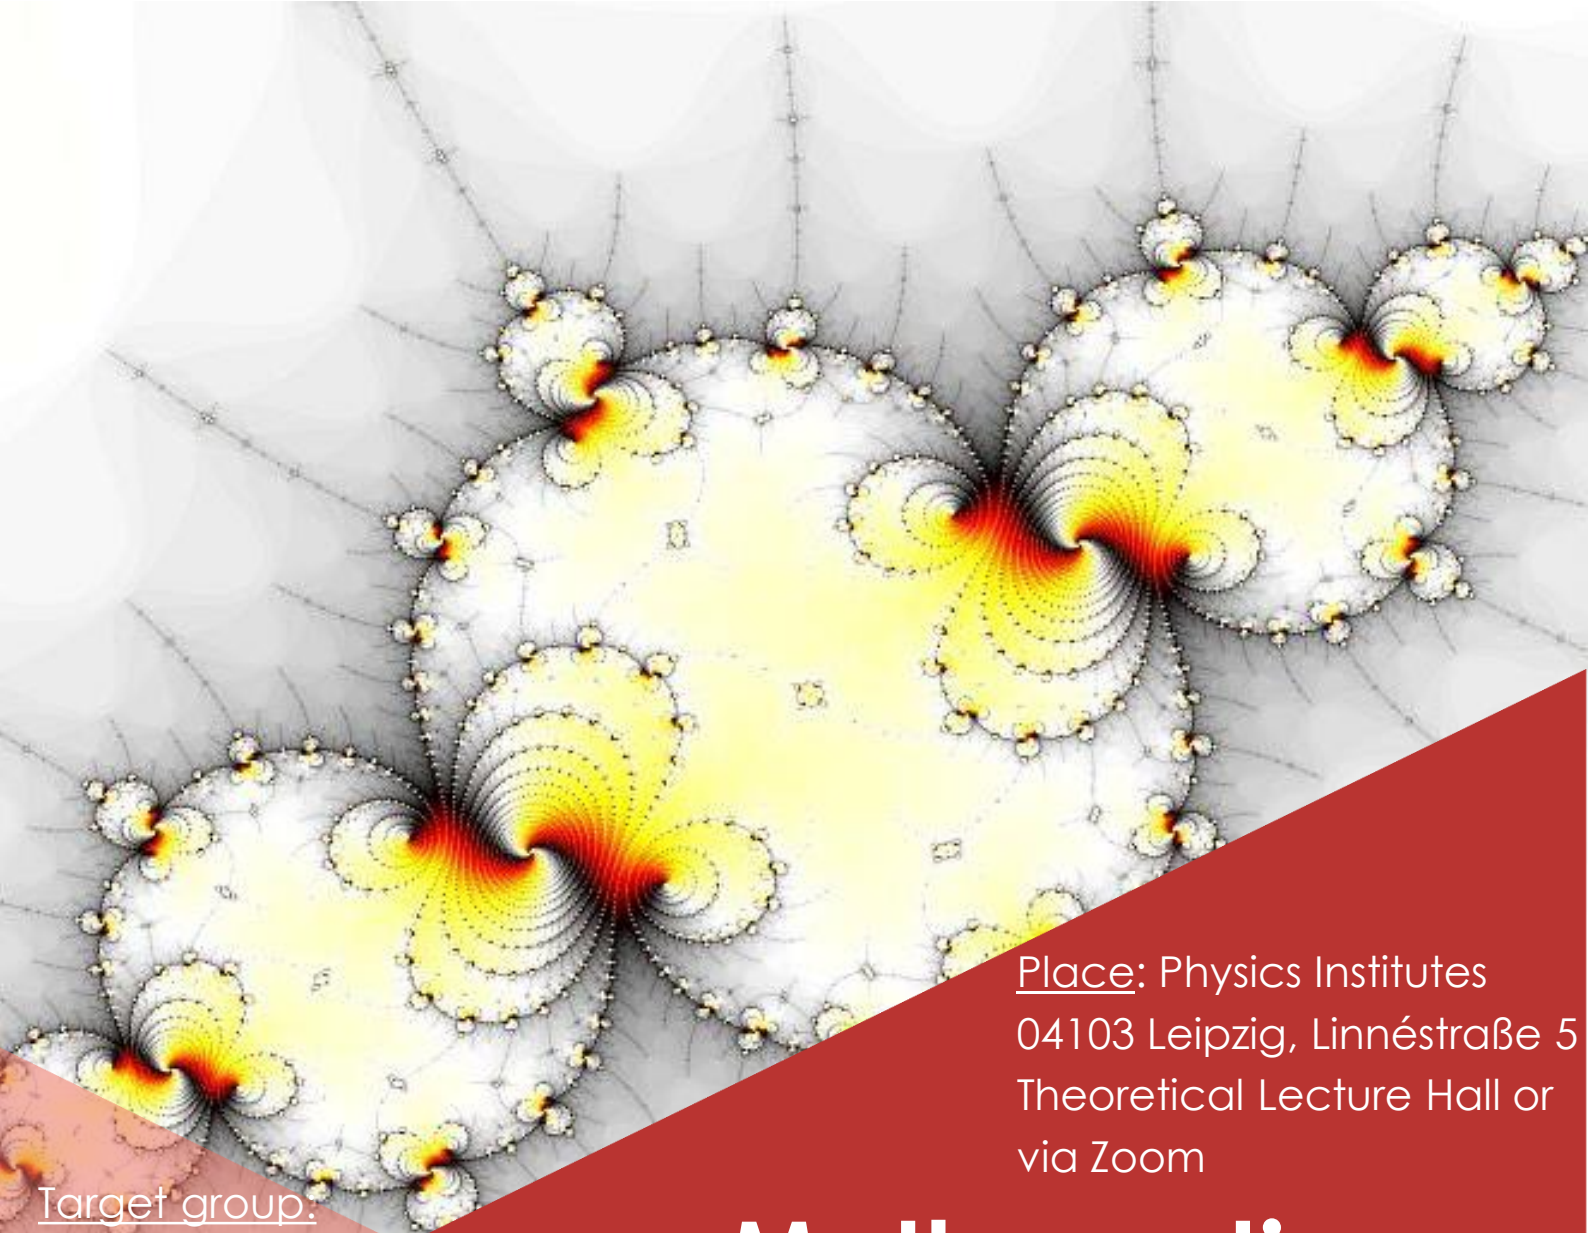 Place: Physics Institutes
04103 Leipzig, Linnéstraße 5
Theoretical Lecture Hall or
via Zoom
Target group: